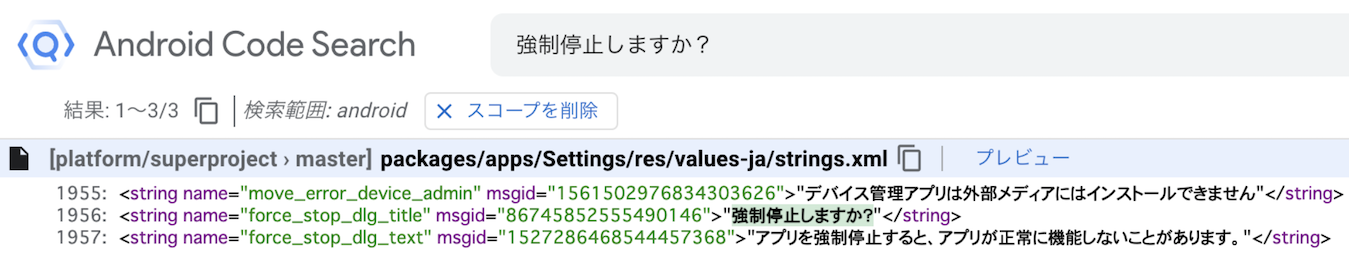 Android Code Search
強制停止しますか？
結果: 1～3/3 検索範囲: android × スコープを削除
[platform/superproject › master] packages/apps/Settings/res/values-ja/strings.xml プレビュー
1955: <string name="move_error_device_admin" msgid="1561502976834303626">"デバイス管理アプリは外部メディアにはインストールできません"</string>
1956: <string name="force_stop_dlg_title" msgid="86745852555490146">"強制停止しますか?"</string>
1957: <string name="force_stop_dlg_text" msgid="1527286468544457368">"アプリを強制停止すると、アプリが正常に機能しないことがあります。"</string>